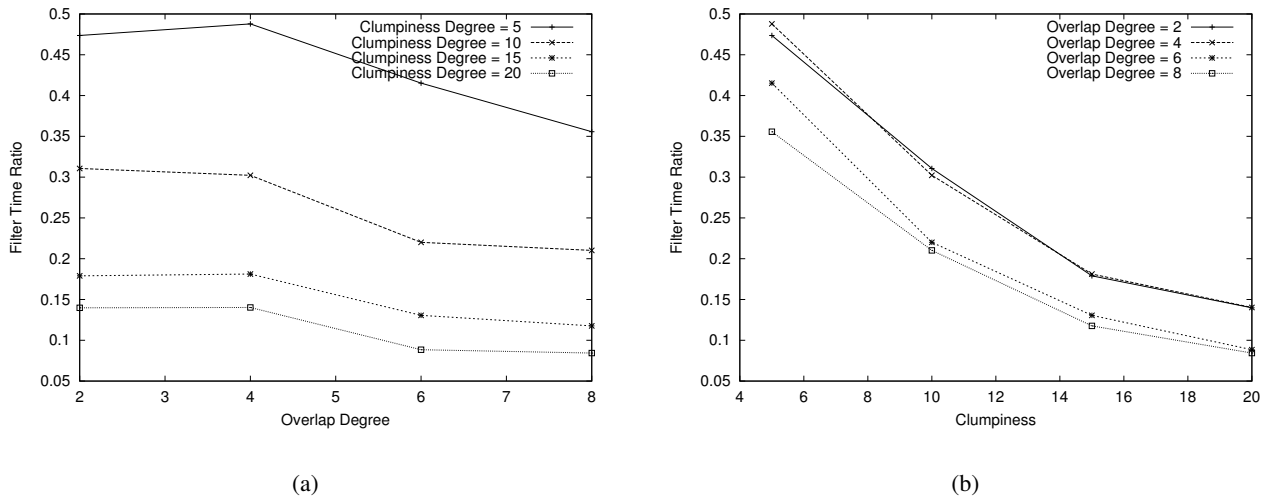 0.5
0.45
0.4
0.35
0.3
0.25
0.2
0.15
0.1
0.05
2 3 4 5 6 7 8
Filter Time Ratio
Overlap Degree
Clumpiness Degree = 5
Clumpiness Degree = 10
Clumpiness Degree = 15
Clumpiness Degree = 20
(a)
0.5
0.45
0.4
0.35
0.3
0.25
0.2
0.15
0.1
0.05
4 6 8 10 12 14 16 18 20
Filter Time Ratio
Clumpiness
Overlap Degree = 2
Overlap Degree = 4
Overlap Degree = 6
Overlap Degree = 8
(b)